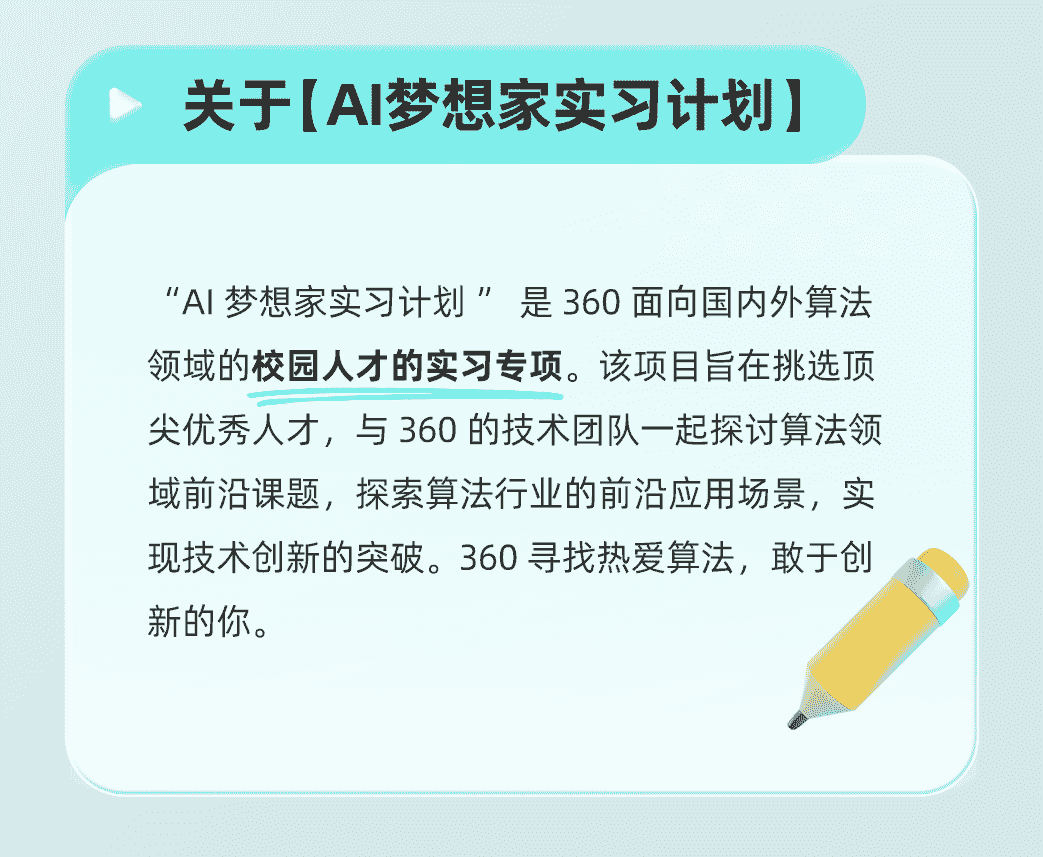 关于【AI梦想家实习计划】
“AI 梦想家实习计划 ” 是 360 面向国内外算法
领域的校园人才的实习专项。该项目旨在挑选顶
尖优秀人才，与 360 的技术团队一起探讨算法领
域前沿课题，探索算法行业的前沿应用场景，实
现技术创新的突破。360 寻找热爱算法，敢于创
新的你。